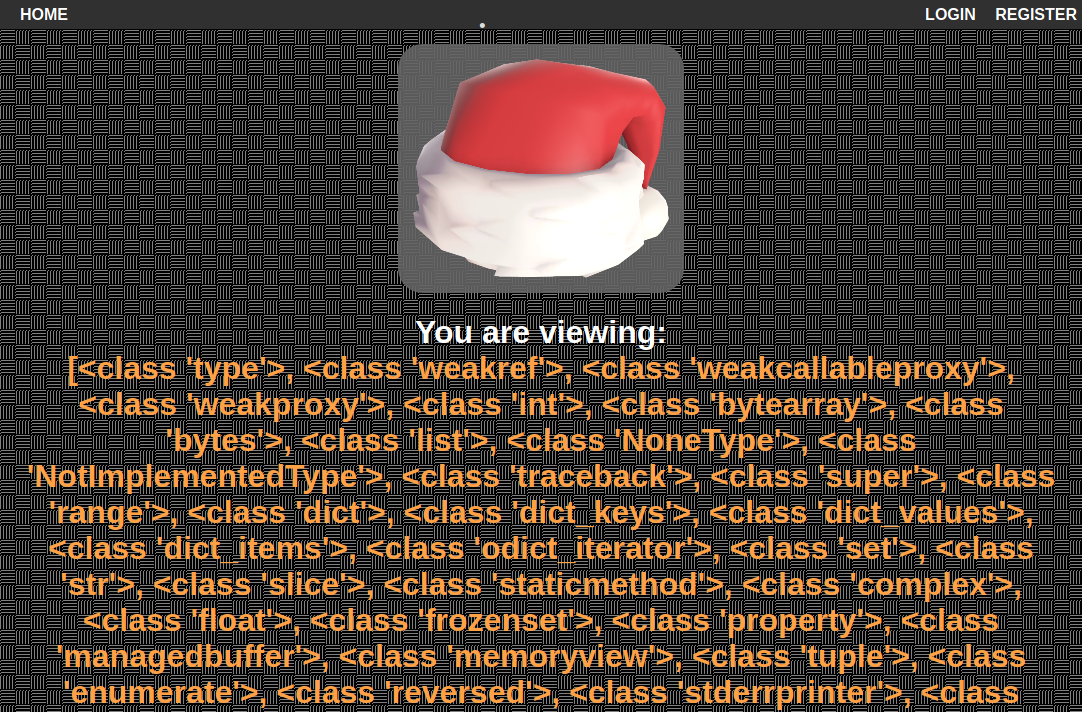 HOME
LOGIN REGISTER
You are viewing:
[<class 'type'>, <class 'weakref'>, <class 'weakcallableproxy'>,
<class 'weakproxy'>, <class 'int'>, <class 'bytearray'>, <class
'bytes'>, <class 'list'>, <class 'NoneType'>, <class
'NotImplementedType'>, <class 'traceback'>, <class 'super'>, <class
'range'>, <class 'dict'>, <class 'dict_keys'>, <class 'dict_values'>,
<class 'dict_items'>, <class 'odict_iterator'>, <class 'set'>, <class
'str'>, <class 'slice'>, <class 'staticmethod'>, <class 'complex'>,
<class 'float'>, <class 'frozenset'>, <class 'property'>, <class
'managedbuffer'>, <class 'memoryview'>, <class 'tuple'>, <class
'enumerate'>, <class 'reversed'>, <class 'stderrprinter'>, <class